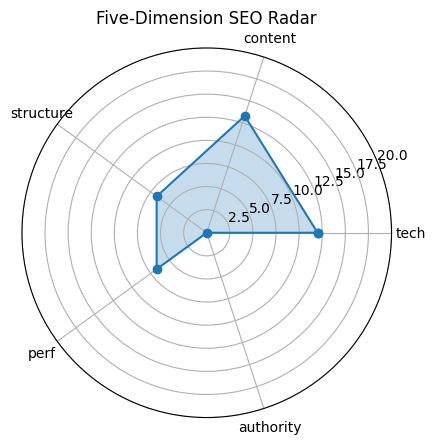 Five-Dimension SEO Radar
content
structure
20.0
17.5
15.0
12.5
10.0
7.5
5.0
2.5
tech
perf
authority